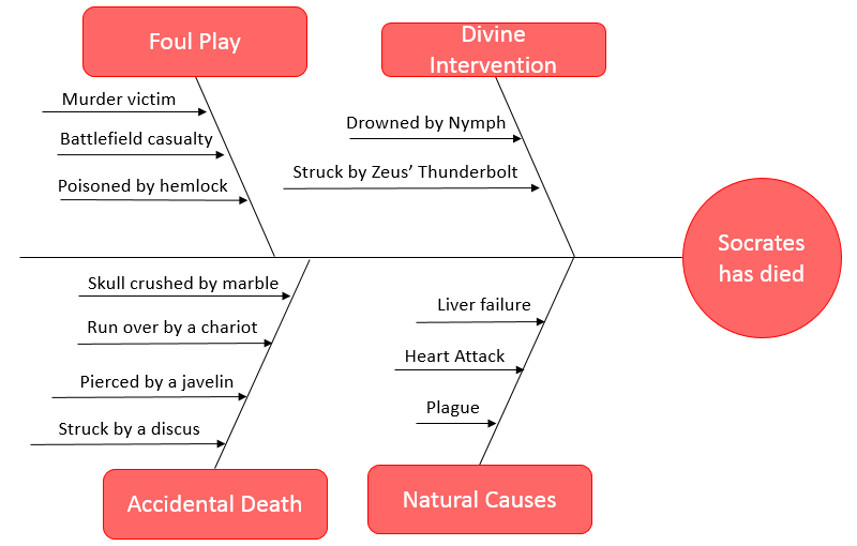 Foul Play
Divine
Intervention
Murder victim
Battlefield casualty
Poisoned by hemlock
Drowned by Nymph
Struck by Zeus’ Thunderbolt
Socrates
has died
Skull crushed by marble
Run over by a chariot
Pierced by a javelin
Struck by a discus
Liver failure
Heart Attack
Plague
Accidental Death
Natural Causes